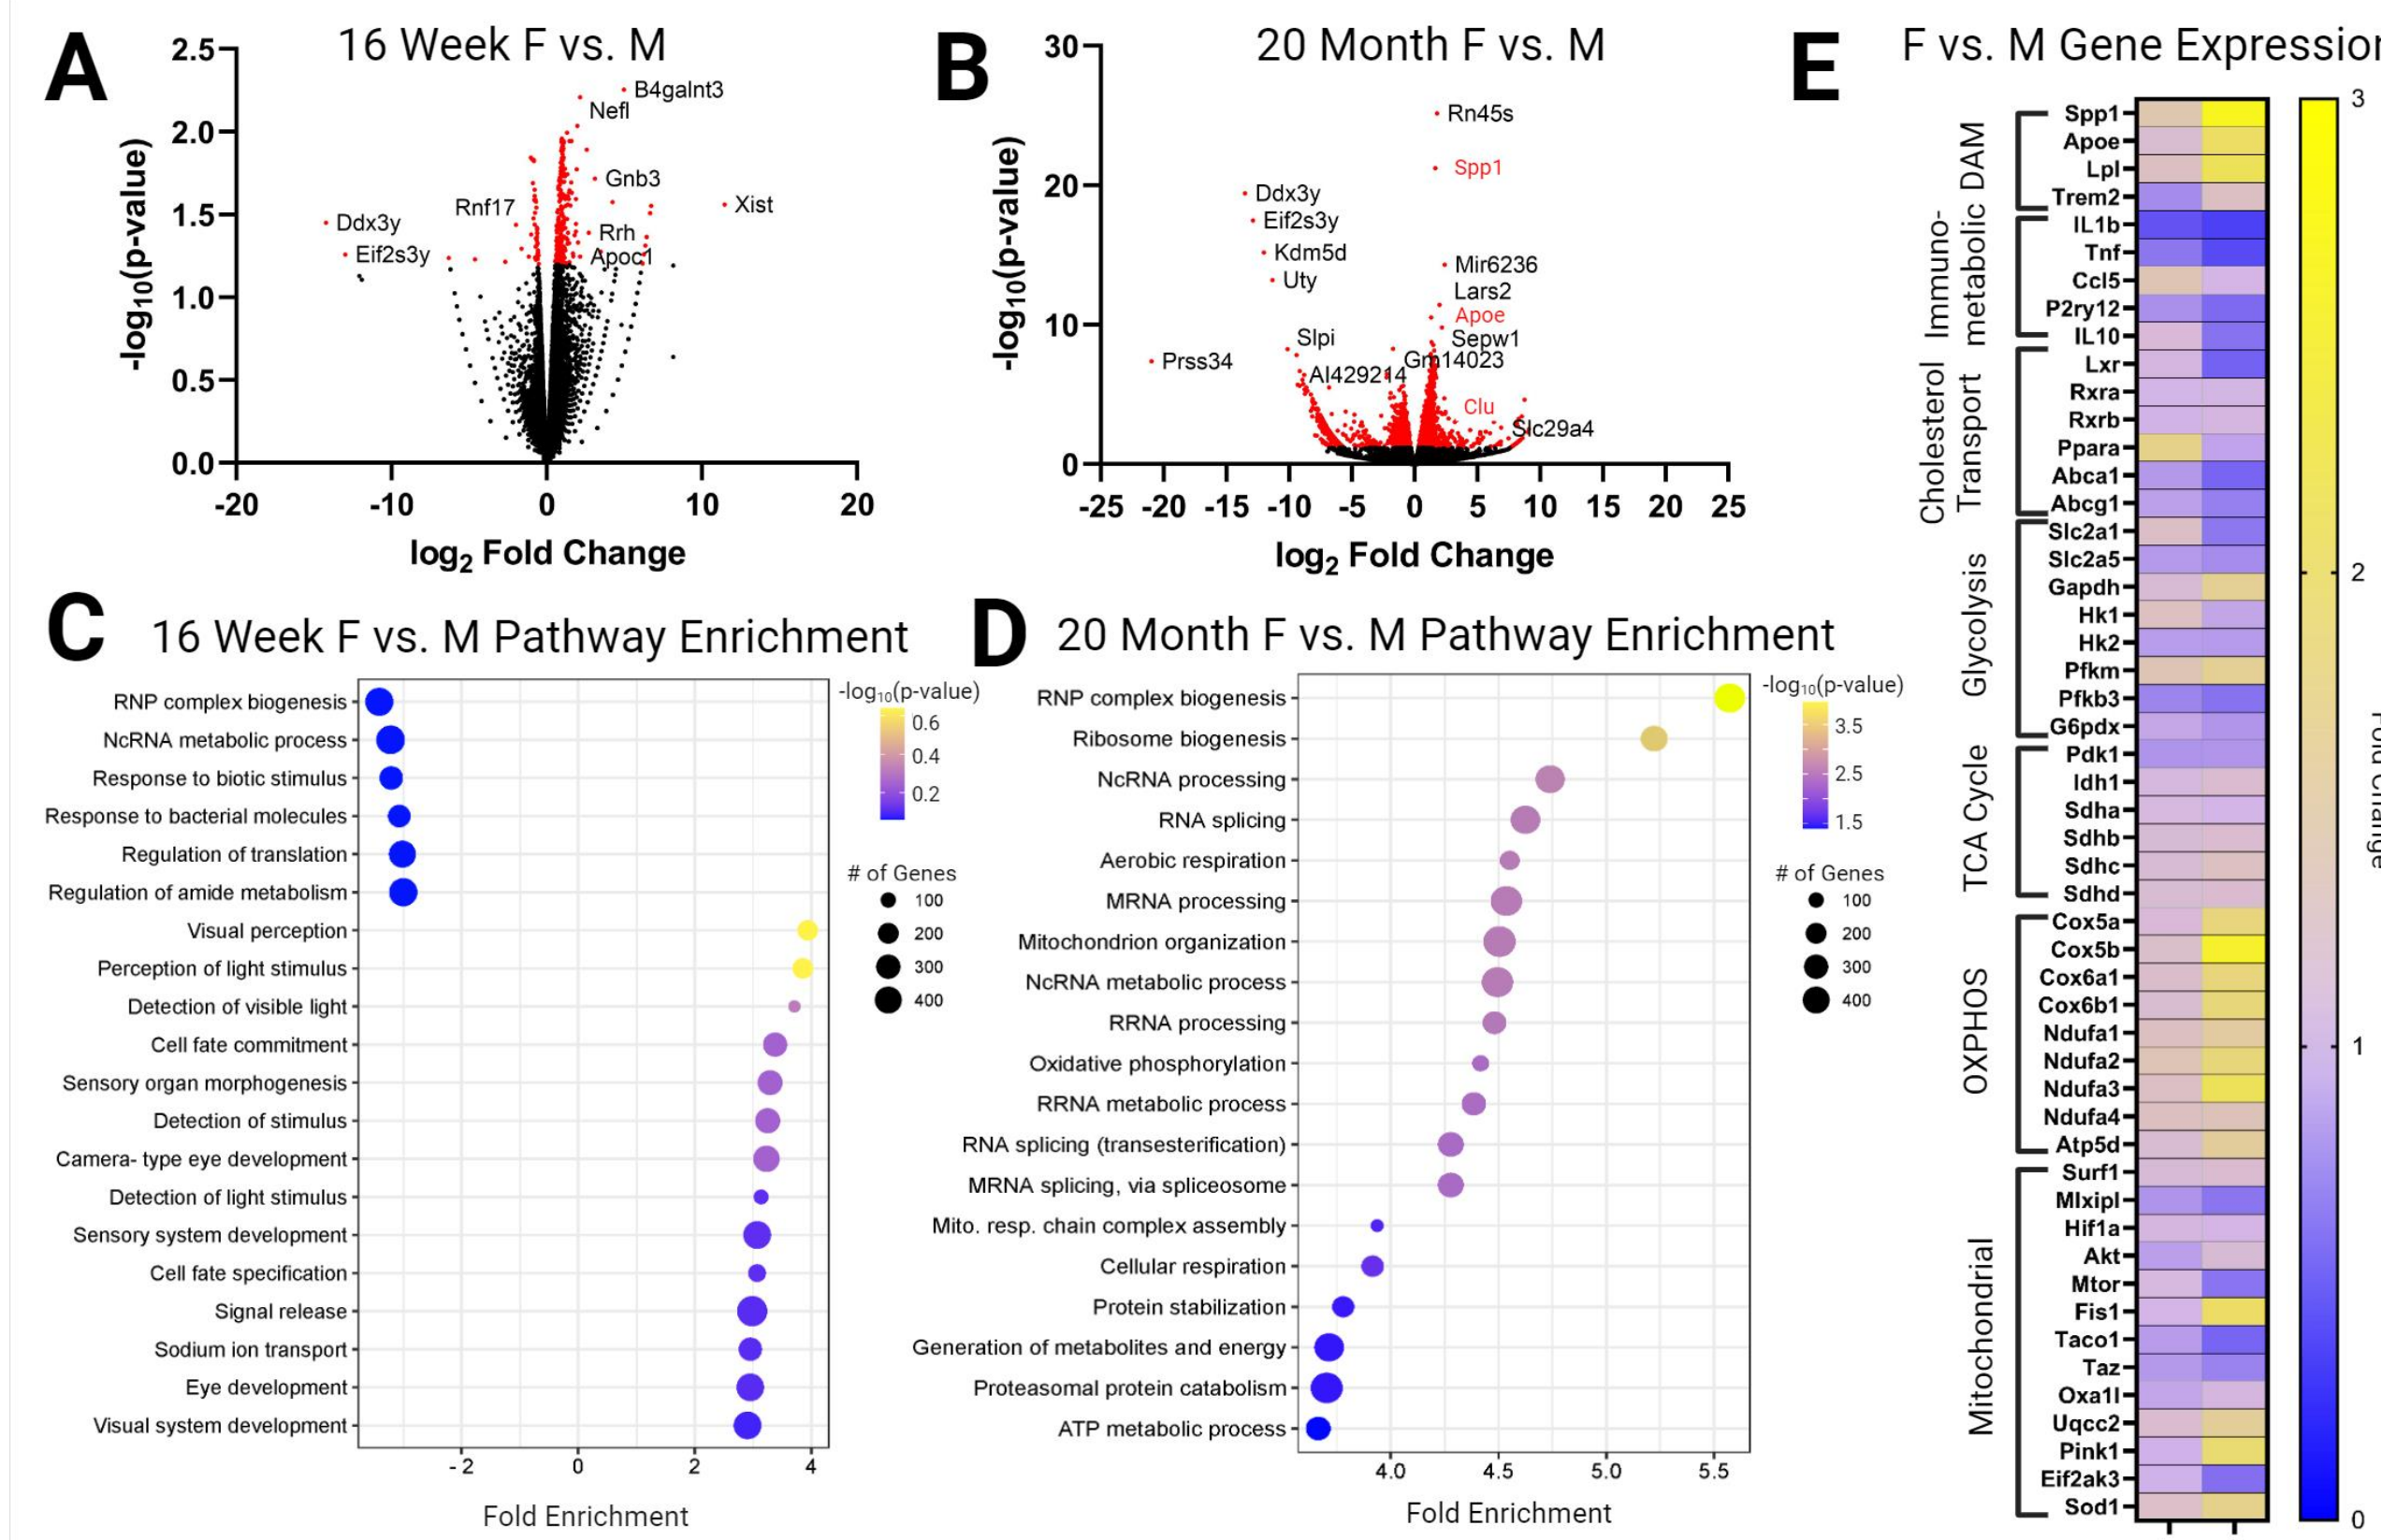 A
16 Week F vs. M
2.5
2.0
1.5
1.0
0.5
0.0
-log10(p-value)
B4galnt3
Nefl
Gnb3
Rnf17
Xist
Ddx3y
Rrh
Eif2s3y
Apoc1
-20
-10
0
10
20
log2 Fold Change
B
20 Month F vs. M
30
20
10
0
-log10(p-value)
Rn45s
Spp1
Ddx3y
Eif2s3y
Kdm5d
Mir6236
Uty
Lars2
Apoe
Slpi
Sepw1
Prss34
Gm14023
AI429214
Clu
Slc29a4
-25
-20
-15
-10
-5
0
5
10
15
20
25
log2 Fold Change
C
16 Week F vs. M Pathway Enrichment
RNP complex biogenesis
NcRNA metabolic process
Response to biotic stimulus
Response to bacterial molecules
Regulation of translation
Regulation of amide metabolism
Visual perception
Perception of light stimulus
Detection of visible light
Cell fate commitment
Sensory organ morphogenesis
Detection of stimulus
Camera- type eye development
Detection of light stimulus
Sensory system development
Cell fate specification
Signal release
Sodium ion transport
Eye development
Visual system development
- 2
0
2
4
Fold Enrichment
-log10(p-value)
0.6
0.4
0.2
# of Genes
100
200
300
400
D
20 Month F vs. M Pathway Enrichment
RNP complex biogenesis
Ribosome biogenesis
NcRNA processing
RNA splicing
Aerobic respiration
MRNA processing
Mitochondrion organization
NcRNA metabolic process
RRNA processing
Oxidative phosphorylation
RRNA metabolic process
RNA splicing (transesterification)
MRNA splicing, via spliceosome
Mito. resp. chain complex assembly
Cellular respiration
Protein stabilization
Generation of metabolites and energy
Proteasomal protein catabolism
ATP metabolic process
4.0
4.5
5.0
5.5
Fold Enrichment
-log10(p-value)
3.5
2.5
1.5
# of Genes
100
200
300
400
E
F vs. M Gene Expression
DAM
Spp1
Apoe
Lpl
Trem2
Immuno-
metabolic
IL1b
Tnf
Ccl5
P2ry12
IL10
Cholesterol
Transport
Lxr
Rxra
Rxrb
Ppara
Abca1
Abcg1
Glycolysis
Slc2a1
Slc2a5
Gapdh
Hk1
Hk2
Pfkm
Pfkb3
G6pdx
TCA Cycle
Pdk1
Idh1
Sdha
Sdhb
Sdhc
Sdhd
OXPHOS
Cox5a
Cox5b
Cox6a1
Cox6b1
Ndufa1
Ndufa2
Ndufa3
Ndufa4
Atp5d
Mitochondrial
Surf1
Mlxipl
Hif1a
Akt
Mtor
Fis1
Taco1
Taz
Oxa1l
Uqcc2
Pink1
Eif2ak3
Sod1
3
2
1
0
Fold Change